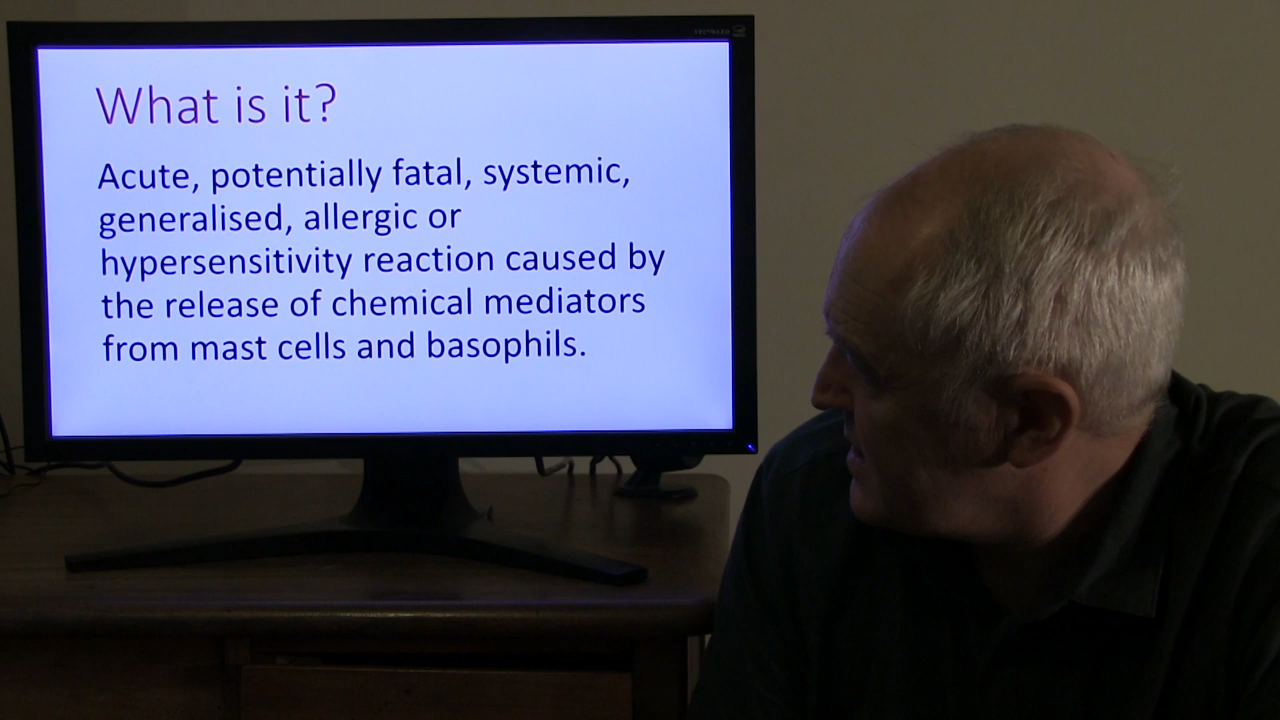 What is it?
Acute, potentially fatal, systemic,
generalised, allergic or
hypersensitivity reaction caused by
the release of chemical mediators
from mast cells and basophils.